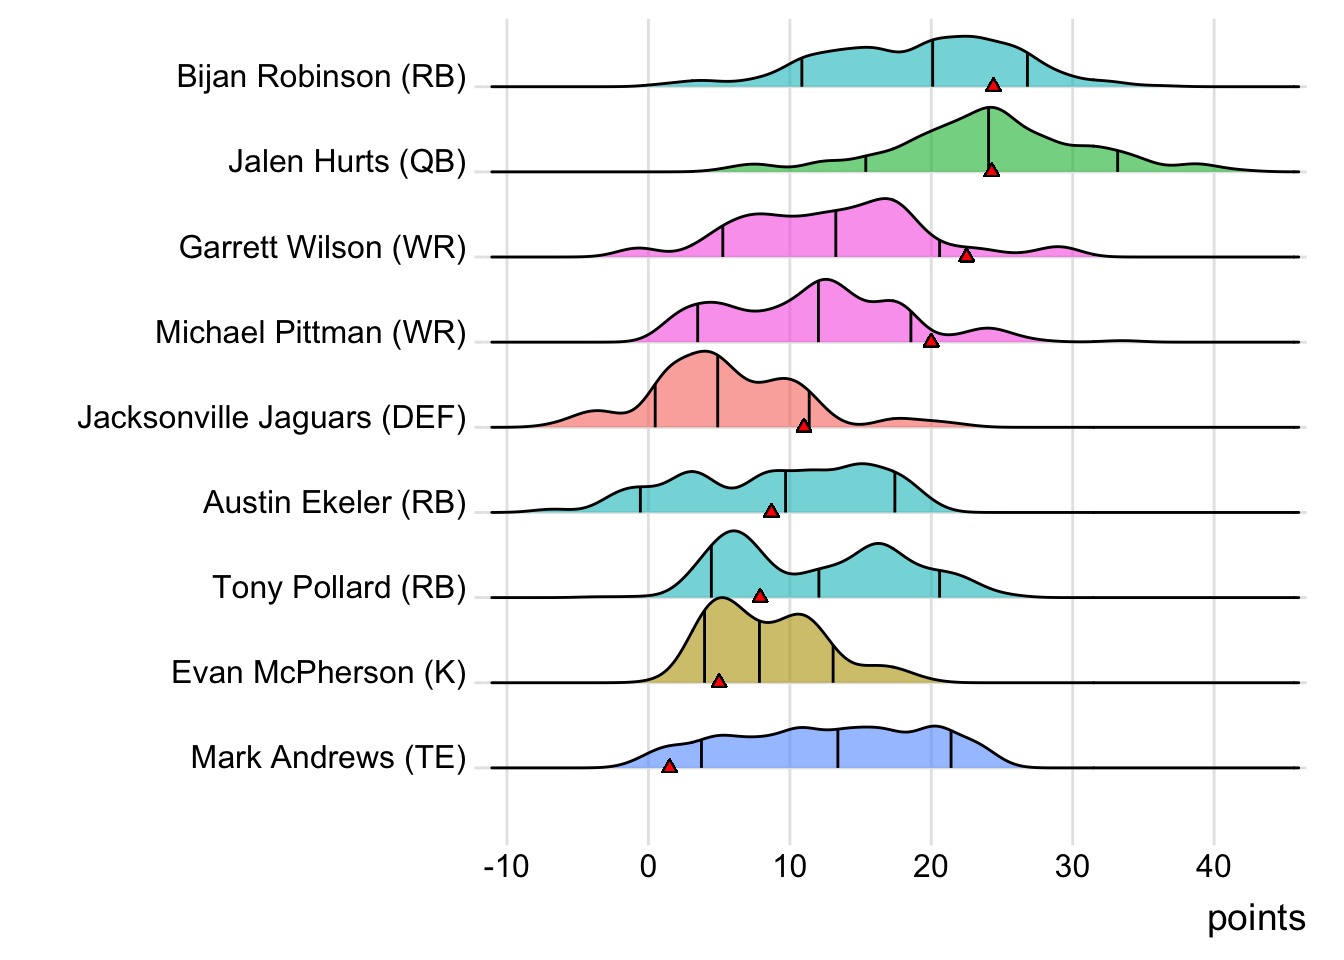 Bijan Robinson (RB)
Jalen Hurts (QB)
Garrett Wilson (WR)
Michael Pittman (WR)
Jacksonville Jaguars (DEF)
Austin Ekeler (RB)
Tony Pollard (RB)
Evan McPherson (K)
Mark Andrews (TE)
-10 0 10 20 30 40
points